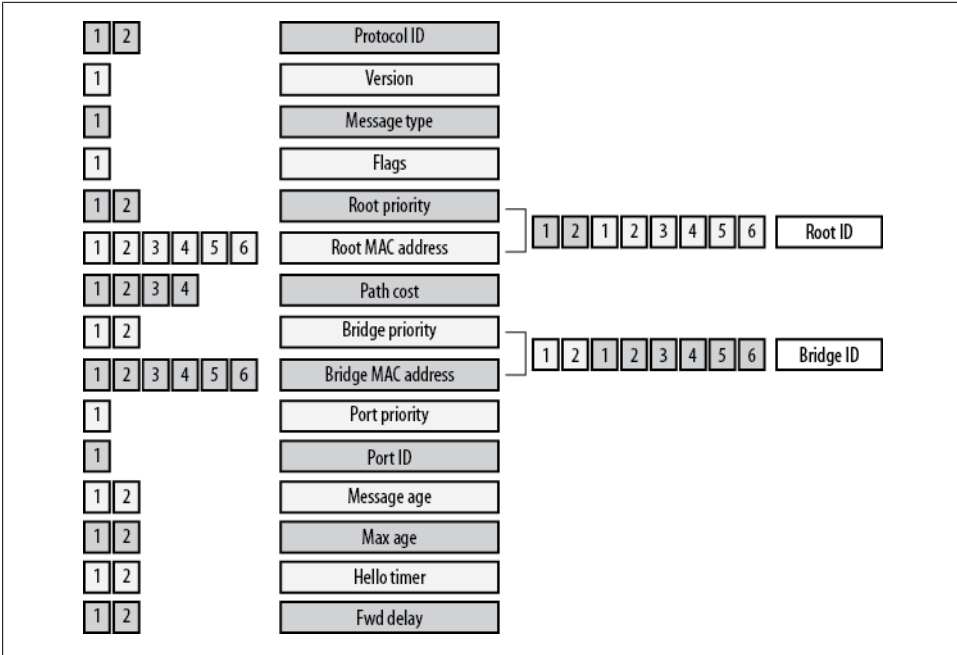 1 2 Protocol ID
1 Version
1 Message type
1 Flags
1 2 Root priority
1 2 1 2 3 4 5 6 Root ID
1 2 3 4 5 6 Root MAC address
1 2 3 4 Path cost
1 2 Bridge priority
1 2 1 2 3 4 5 6 Bridge ID
1 2 3 4 5 6 Bridge MAC address
1 Port priority
1 Port ID
1 2 Message age
1 2 Max age
1 2 Hello timer
1 2 Fwd delay